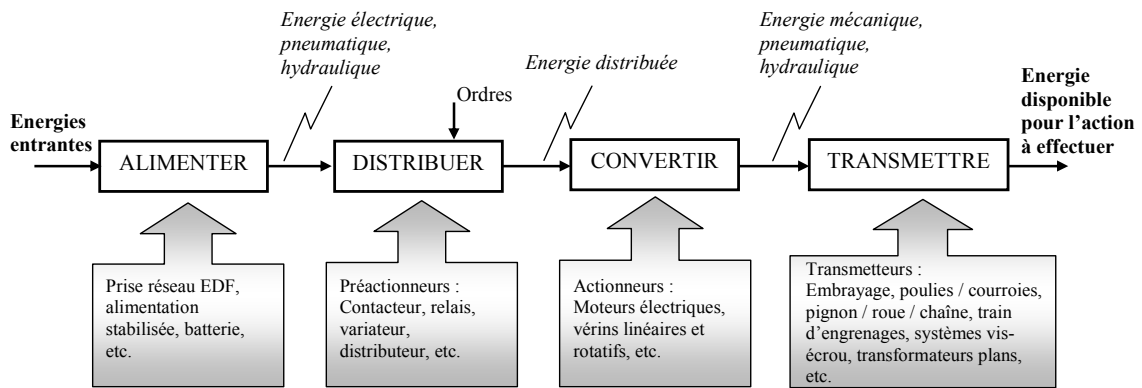 Energie électrique,
pneumatique,
hydraulique
Energie distribuée
Energie mécanique,
pneumatique,
hydraulique
Energie
disponible
pour l’action
à effectuer
Ordres
Energies
entrantes
ALIMENTER
DISTRIBUER
CONVERTIR
TRANSMETTRE
Prise réseau EDF,
alimentation
stabilisée, batterie,
etc.
Préactionneurs :
Contacteur, relais,
variateur,
distributeur, etc.
Actionneurs :
Moteurs électriques,
vérins linéaires et
rotatifs, etc.
Transmetteurs :
Embrayage, poulies / courroies,
pignon / roue / chaîne, train
d’engrenages, systèmes vis-
écrou, transformateurs plans,
etc.